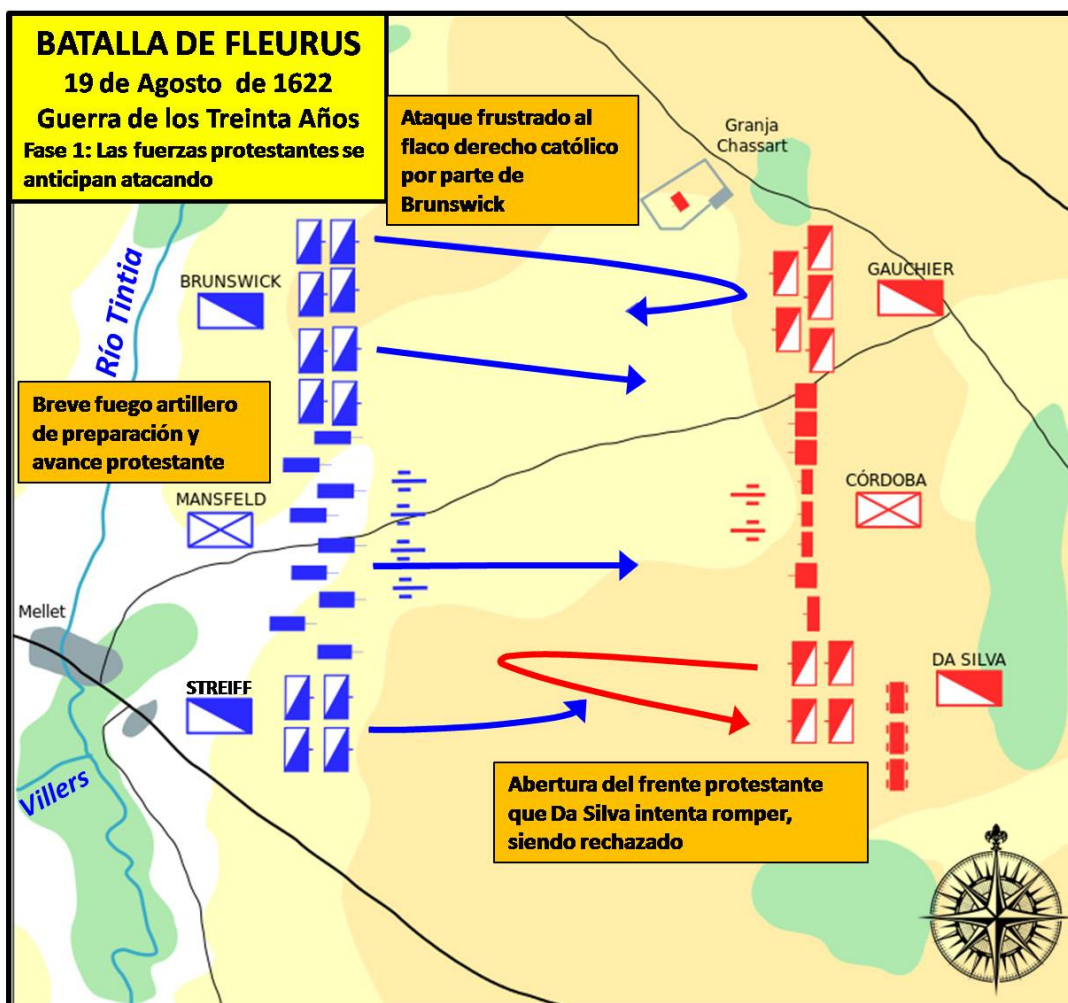 BATALLA DE FLEURUS
19 de Agosto de 1622
Guerra de los Treinta Años
Fase 1: Las fuerzas protestantes se
anticipan atacando
Ataque frustrado al
flaco derecho católico
por parte de
Brunswick
Granja
Chassart
BRUNSWICK
GAUCHIER
Río Tintia
Breve fuego artillero
de preparación y
avance protestante
MANSFELD
CÓRDOBA
Mellet
STREIFF
DA SILVA
Villers
Abertura del frente protestante
que Da Silva intenta romper,
siendo rechazado